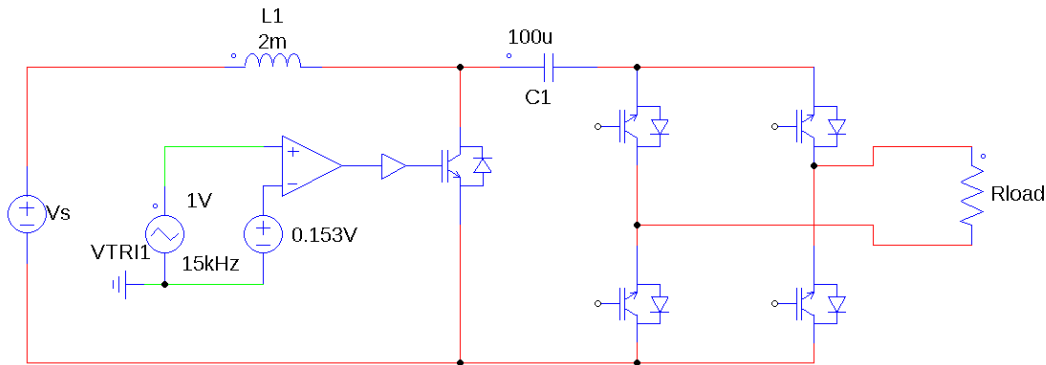 L1
2m
100u
C1
1V
Vs
0.153V
VTRI1
15kHz
Rload